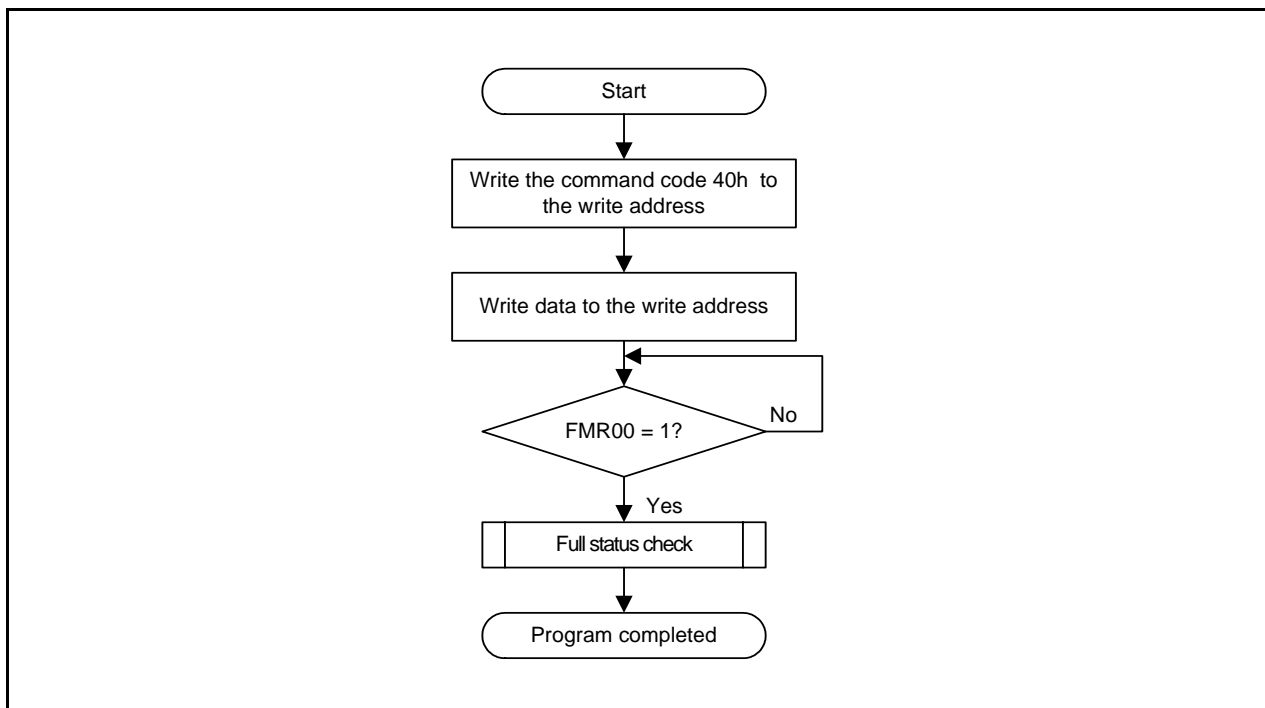 Start
Write the command code 40h to
the write address
Write data to the write address
FMR00 = 1?
No
Yes
Full status check
Program completed